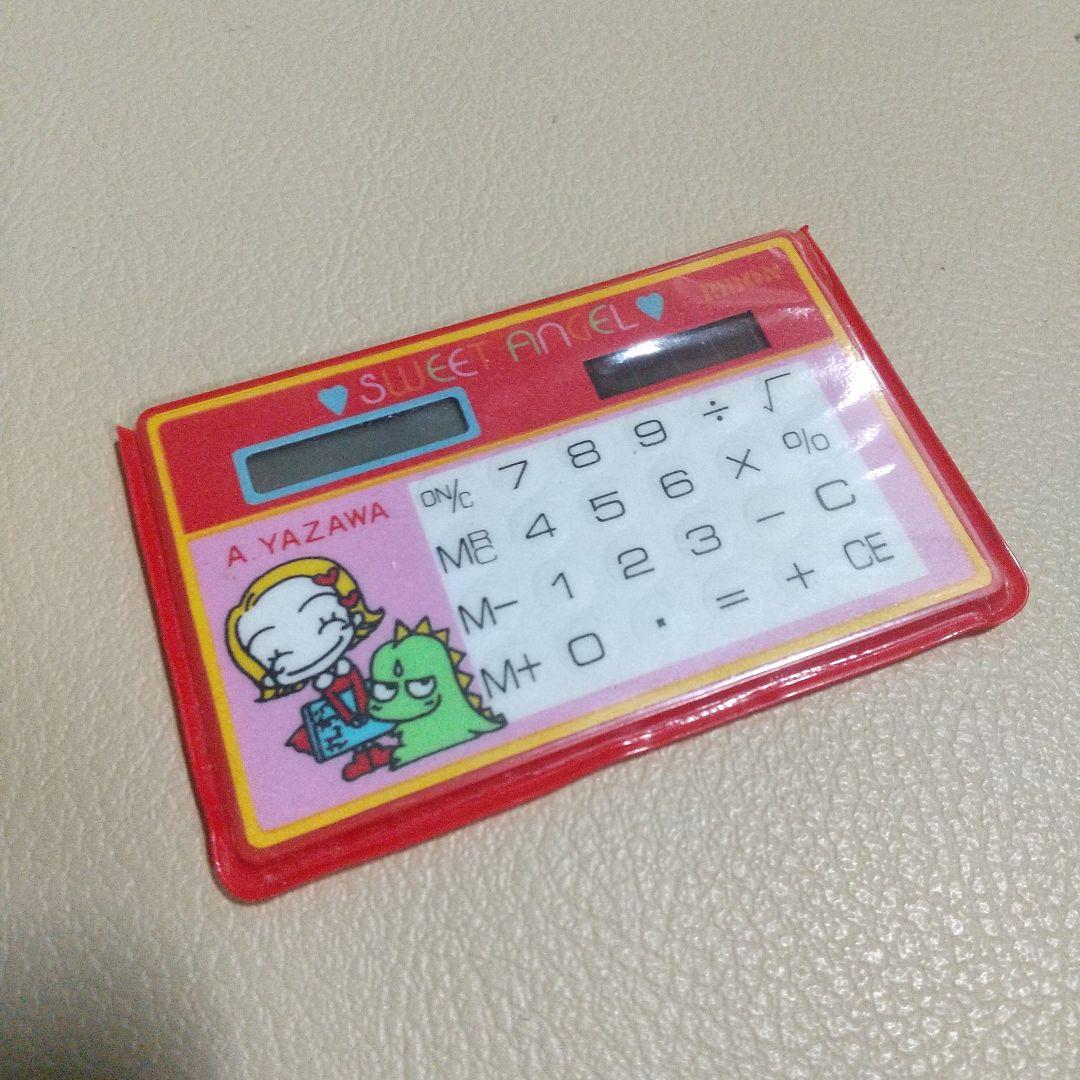 SWEET ANGEL
A. YAZAWA
ON/C 7 8 9 ÷ √
MRC 4 5 6 × %
M− 1 2 3 − C
M+ 0 . = + CE